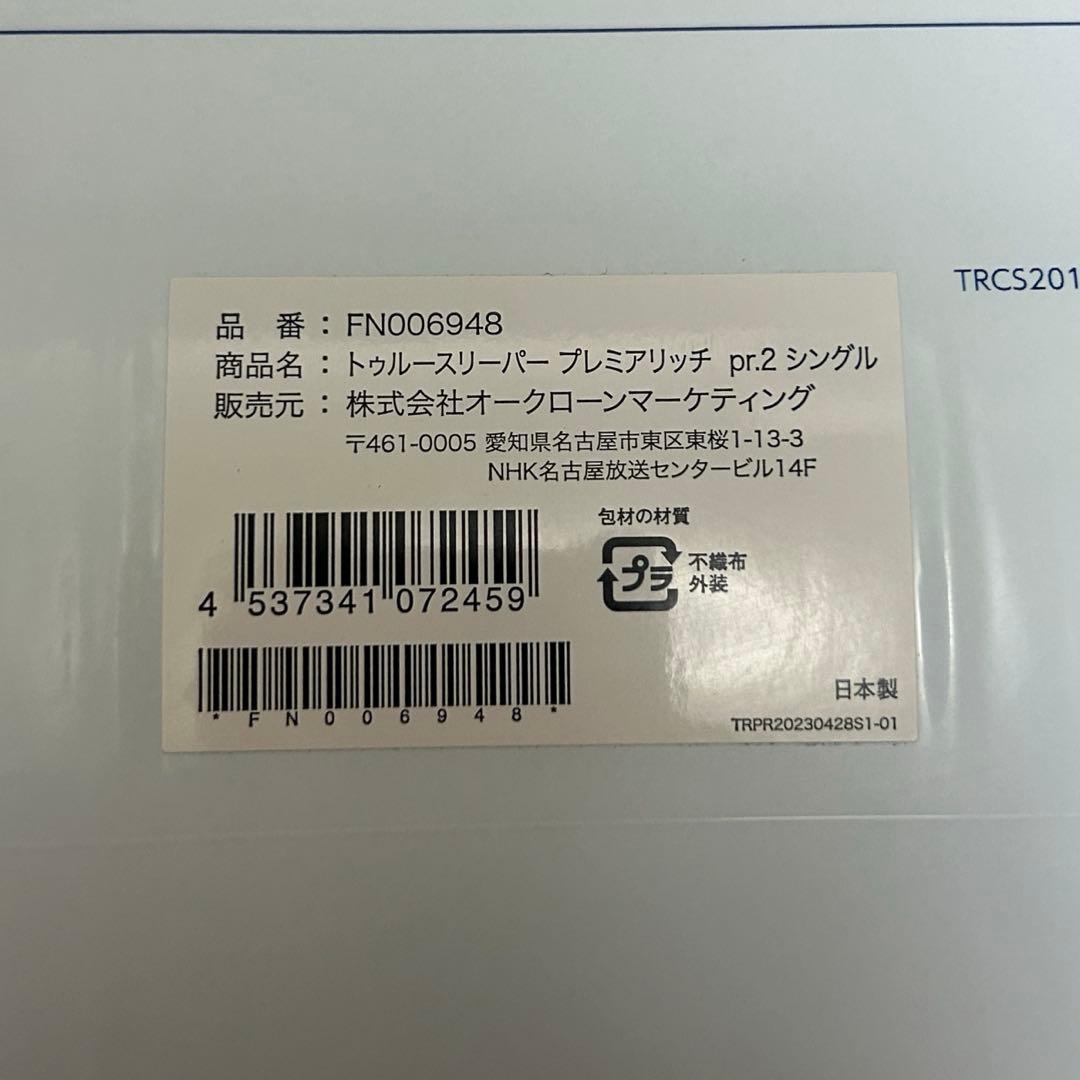 TRCS201
品 番 : FN006948
商品名 : トゥルースリーパー プレミアリッチ pr.2 シングル
販売元 : 株式会社オークローンマーケティング
〒461-0005 愛知県名古屋市東区東桜1-13-3
NHK名古屋放送センタービル14F
包材の材質
プラ
不織布
外装
4 537341 072459
*FN006948*
日本製
TRPR20230428S1-01